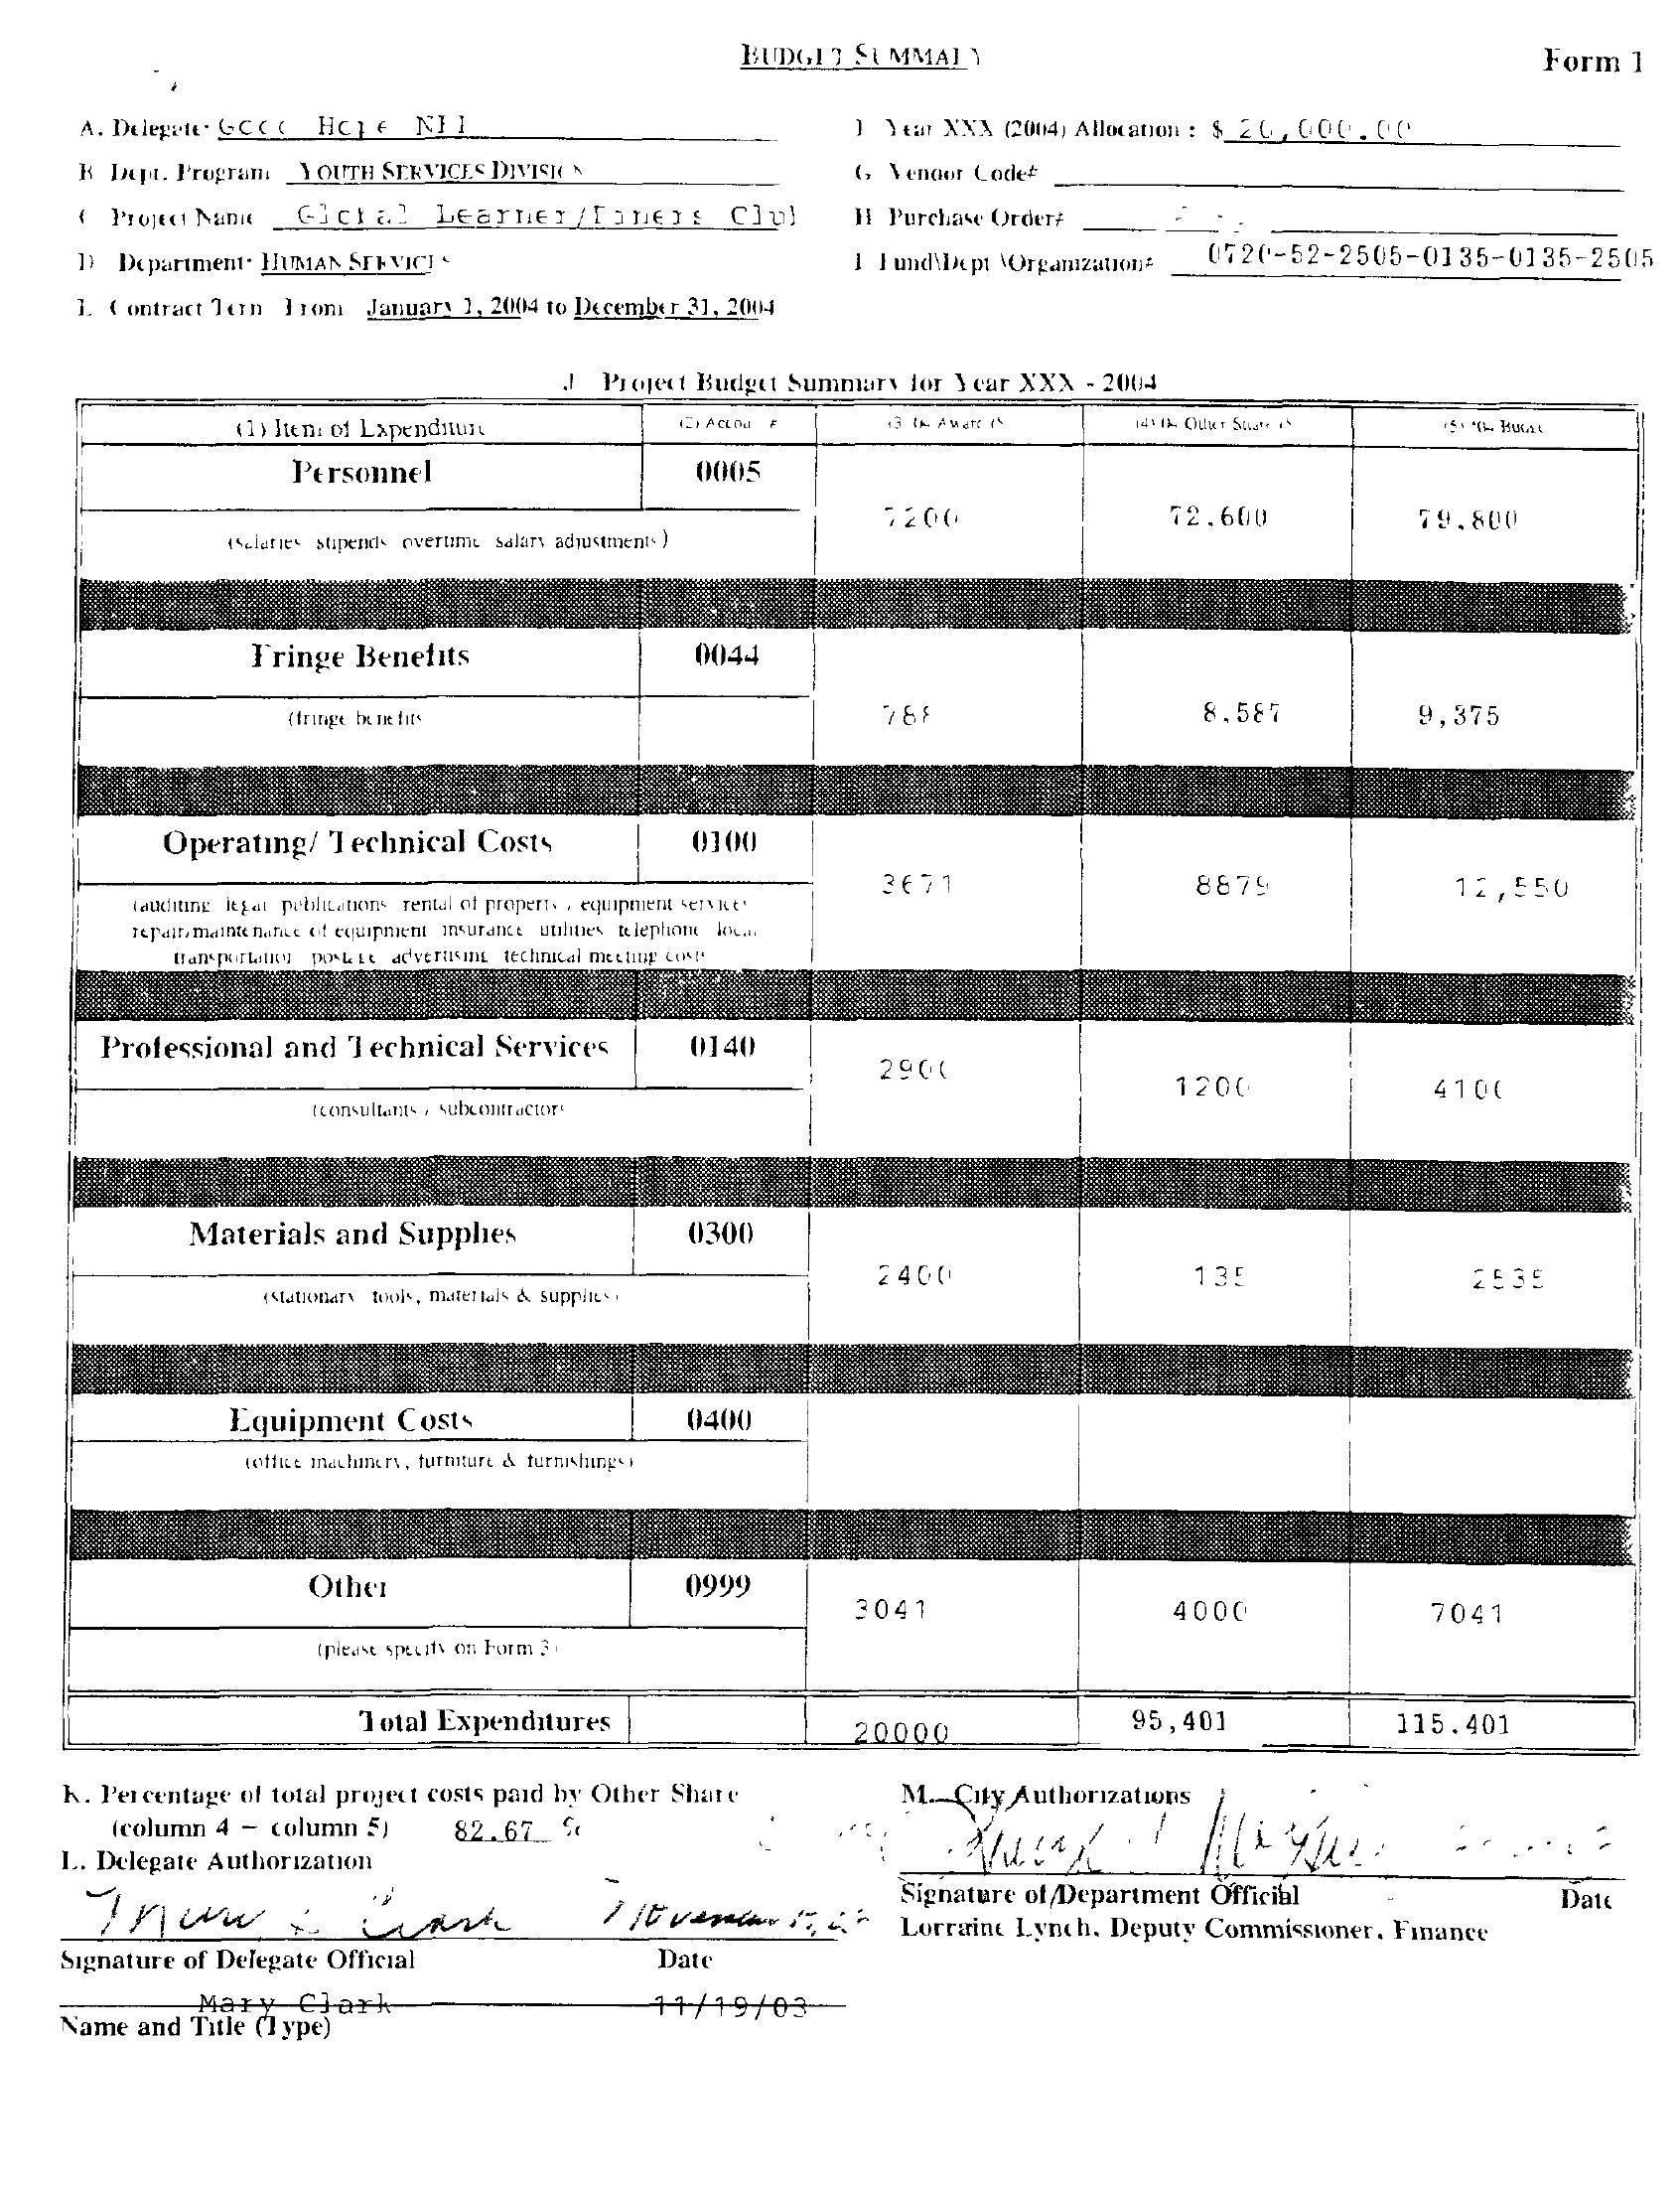 BUDGET SUMMARY
Form 1
A. Delegate: Good Hope NFI
F Year XXX (2004) Allocation : $ 20,000.00
B Dept. Program YOUTH SERVICES DIVISION
G Vendor Code#
C Project Name Global Learner/Diners Club
H Purchase Order#
D Department: HUMAN SERVICES
I Fund\Dept \Organization# 0720-52-2505-0135-0135-2505
E. Contract Term From January 1, 2004 to December 31, 2004
J Project Budget Summary for Year XXX - 2004
(1) Item of Expenditure (2) Account # (3) Award (4) Other Share (5) Budget
Personnel 0005
7200 72,600 79,800
(salaries stipends overtime salary adjustments)
Fringe Benefits 0044
(fringe benefits 788 8,587 9,375
Operating/ Technical Costs 0100
3671 8879 12,550
(auditing legal publications rental of property, equipment services
repair/maintenance of equipment insurance utilities telephone local
transportation postage advertising technical meeting costs
Professional and Technical Services 0140
2900 1200 4100
(consultants / subcontractors
Materials and Supplies 0300
2400 135 2535
(stationary tools, materials & supplies)
Equipment Costs 0400
(office machinery, furniture & furnishings)
Other 0999
3041 4000 7041
(please specify on Form 3)
Total Expenditures 20000 95,401 115,401
K. Percentage of total project costs paid by Other Share
(column 4 – column 5) 82.67 %
M. City Authorizations
L. Delegate Authorization
Clark November
Signature of Department Official Date
Lorraine Lynch, Deputy Commissioner, Finance
Signature of Delegate Official Date
Mary Clark 11/19/03
Name and Title (Type)